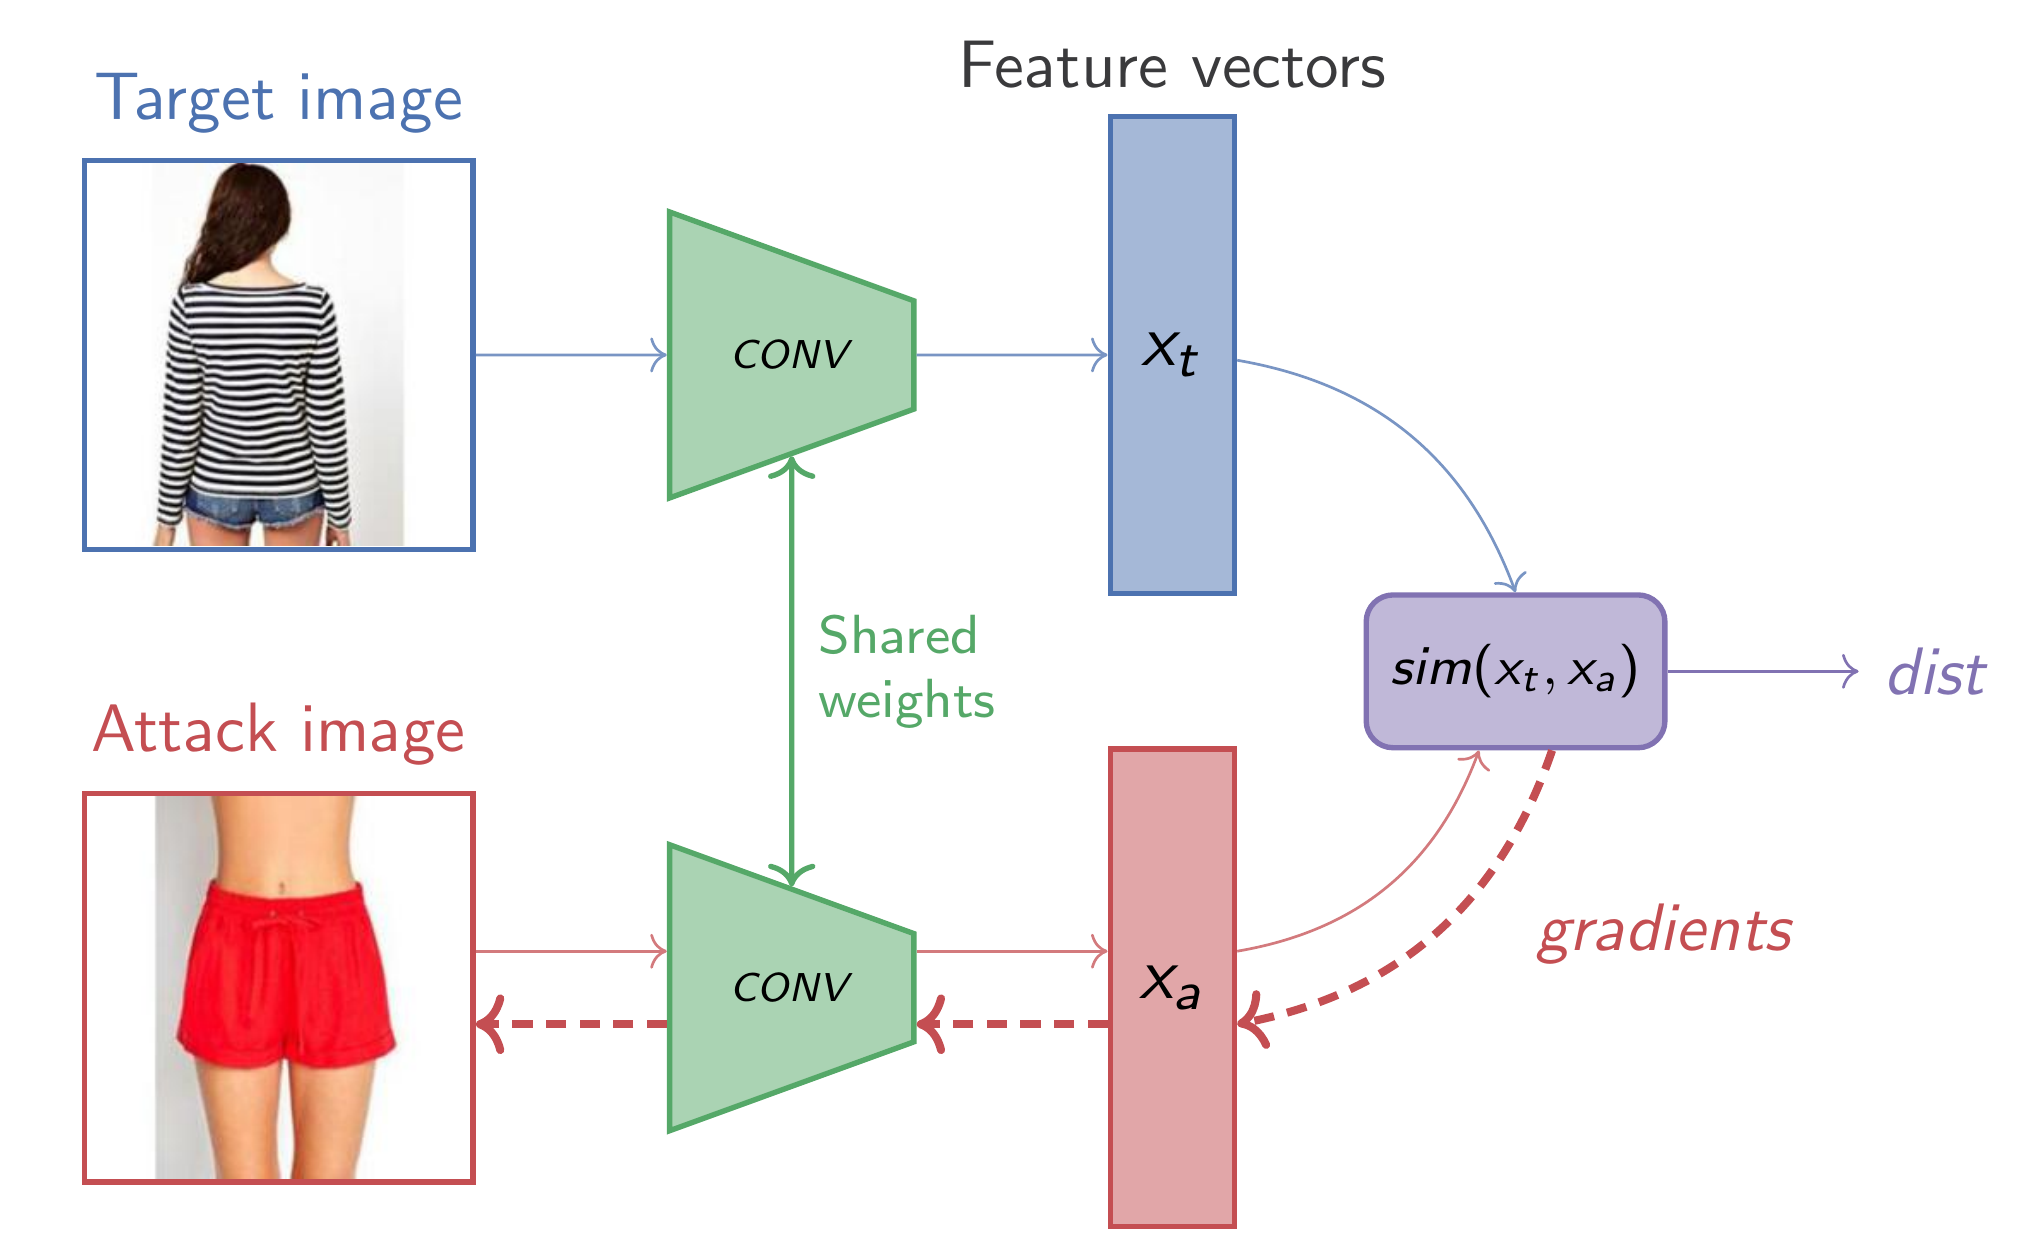 Feature vectors
Target image
CONV
x_t
Shared
weights
sim(x_t, x_a)
dist
Attack image
gradients
CONV
x_a